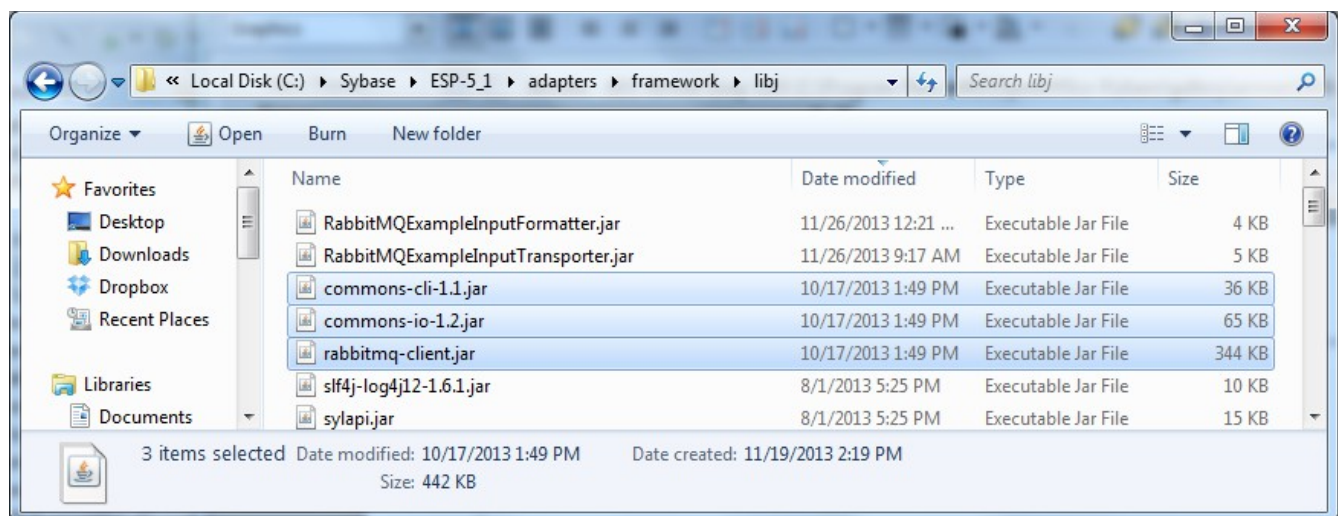 « Local Disk (C:) ▸ Sybase ▸ ESP-5_1 ▸ adapters ▸ framework ▸ libj Search libj
Organize Open Burn New folder
Favorites
Desktop
Downloads
Dropbox
Recent Places
Libraries
Documents
Name Date modified Type Size
RabbitMQExampleInputFormatter.jar 11/26/2013 12:21 ... Executable Jar File 4 KB
RabbitMQExampleInputTransporter.jar 11/26/2013 9:17 AM Executable Jar File 5 KB
commons-cli-1.1.jar 10/17/2013 1:49 PM Executable Jar File 36 KB
commons-io-1.2.jar 10/17/2013 1:49 PM Executable Jar File 65 KB
rabbitmq-client.jar 10/17/2013 1:49 PM Executable Jar File 344 KB
slf4j-log4j12-1.6.1.jar 8/1/2013 5:25 PM Executable Jar File 10 KB
sylapi.jar 8/1/2013 5:25 PM Executable Jar File 15 KB
3 items selected Date modified: 10/17/2013 1:49 PM Date created: 11/19/2013 2:19 PM
Size: 442 KB